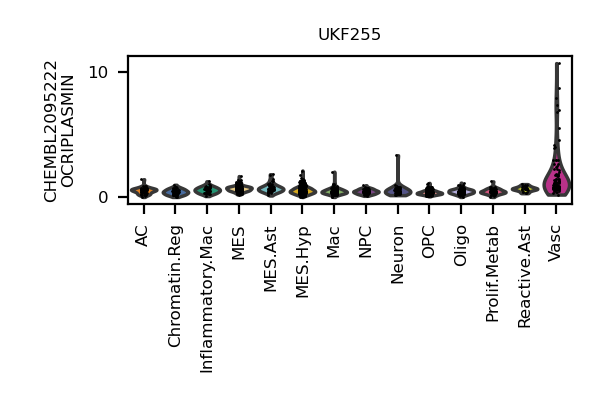 UKF255
CHEMBL2095222
OCRIPLASMIN
10
0
AC
Chromatin.Reg
Inflammatory.Mac
MES
MES.Ast
MES.Hyp
Mac
NPC
Neuron
OPC
Oligo
Prolif.Metab
Reactive.Ast
Vasc